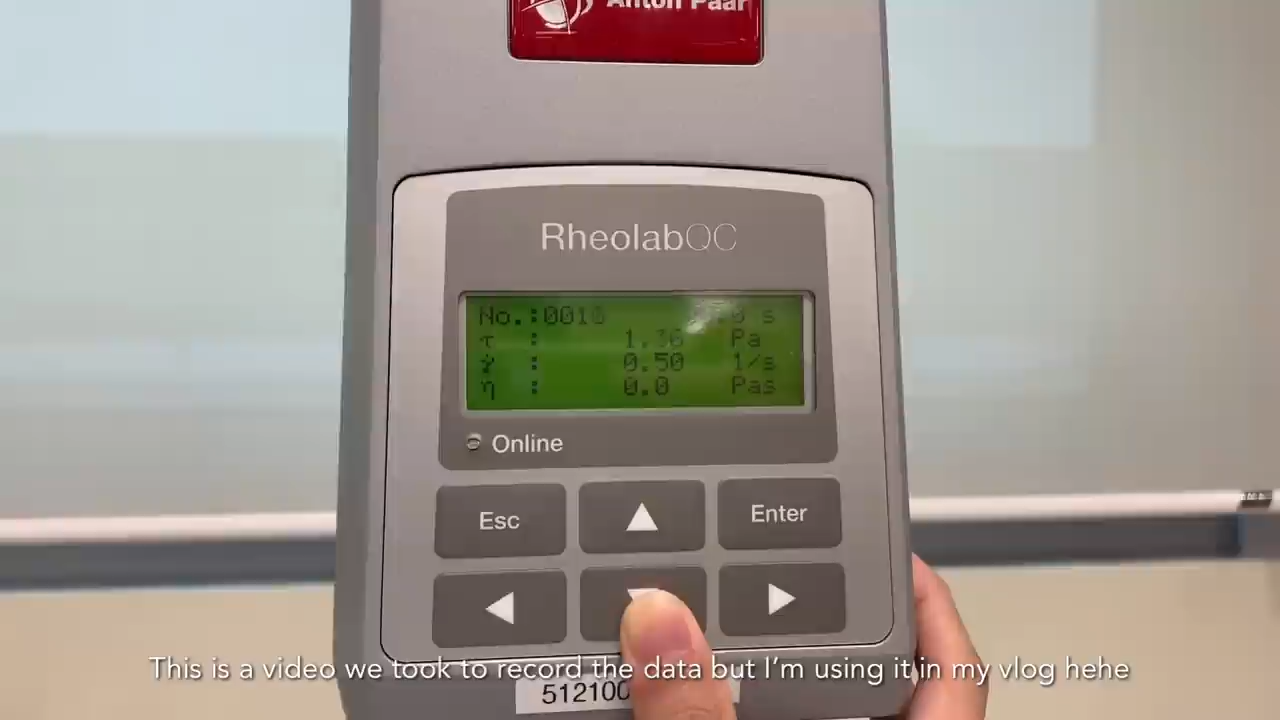 Anton Paar
RheolabQC
No.:0010 s
τ : 1.36 Pa
γ̇ : 0.50 1/s
η : 0.0 Pas
Online
Esc
Enter
This is a video we took to record the data but I'm using it in my vlog hehe